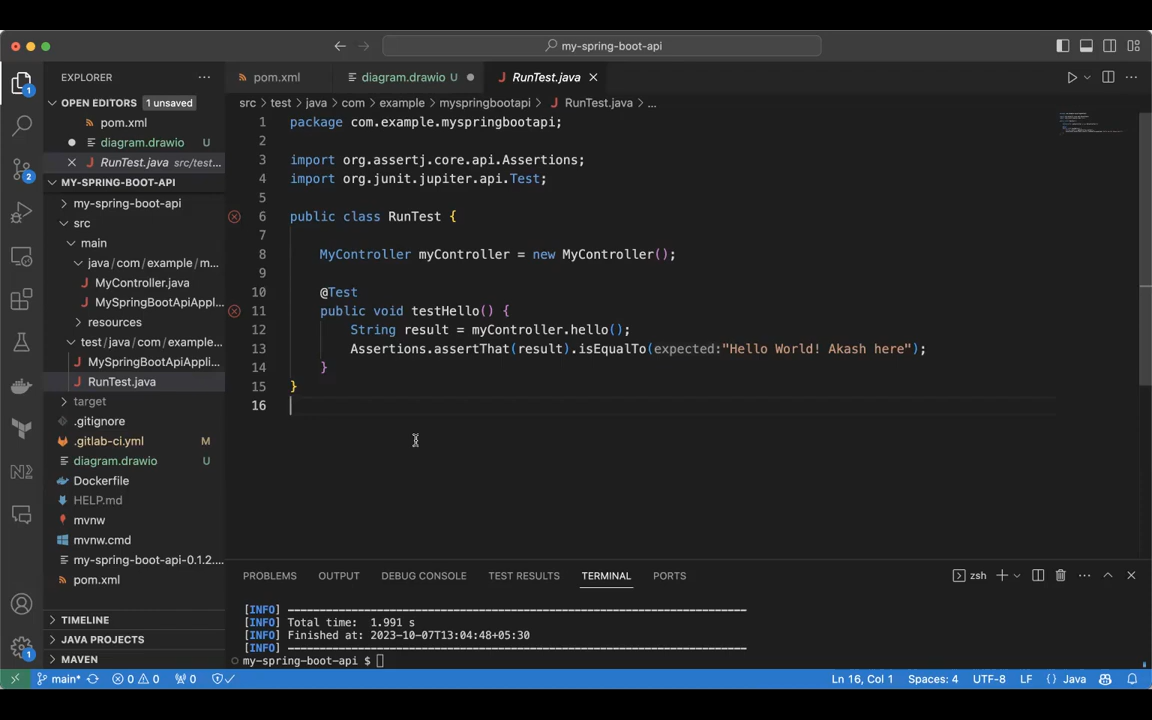 my-spring-boot-api
EXPLORER
OPEN EDITORS 1 unsaved
pom.xml
diagram.drawio U
RunTest.java src/test...
MY-SPRING-BOOT-API
my-spring-boot-api
src
main
java/com/example/m...
MyController.java
MySpringBootApiAppl...
resources
test/java/com/example...
MySpringBootApiAppli...
RunTest.java
target
.gitignore
.gitlab-ci.yml M
diagram.drawio U
Dockerfile
HELP.md
mvnw
mvnw.cmd
my-spring-boot-api-0.1.2....
pom.xml
TIMELINE
JAVA PROJECTS
MAVEN
1
2
1
pom.xml diagram.drawio U RunTest.java
src > test > java > com > example > myspringbootapi > RunTest.java > ...
1 package com.example.myspringbootapi;
2
3 import org.assertj.core.api.Assertions;
4 import org.junit.jupiter.api.Test;
5
6 public class RunTest {
7
8 MyController myController = new MyController();
9
10 @Test
11 public void testHello() {
12 String result = myController.hello();
13 Assertions.assertThat(result).isEqualTo(expected:"Hello World! Akash here");
14 }
15 }
16
PROBLEMS OUTPUT DEBUG CONSOLE TEST RESULTS TERMINAL PORTS
zsh
[INFO] ------------------------------------------------------------------------
[INFO] Total time: 1.991 s
[INFO] Finished at: 2023-10-07T13:04:48+05:30
[INFO] ------------------------------------------------------------------------
my-spring-boot-api $
main* 0 0 0 Ln 16, Col 1 Spaces: 4 UTF-8 LF {} Java